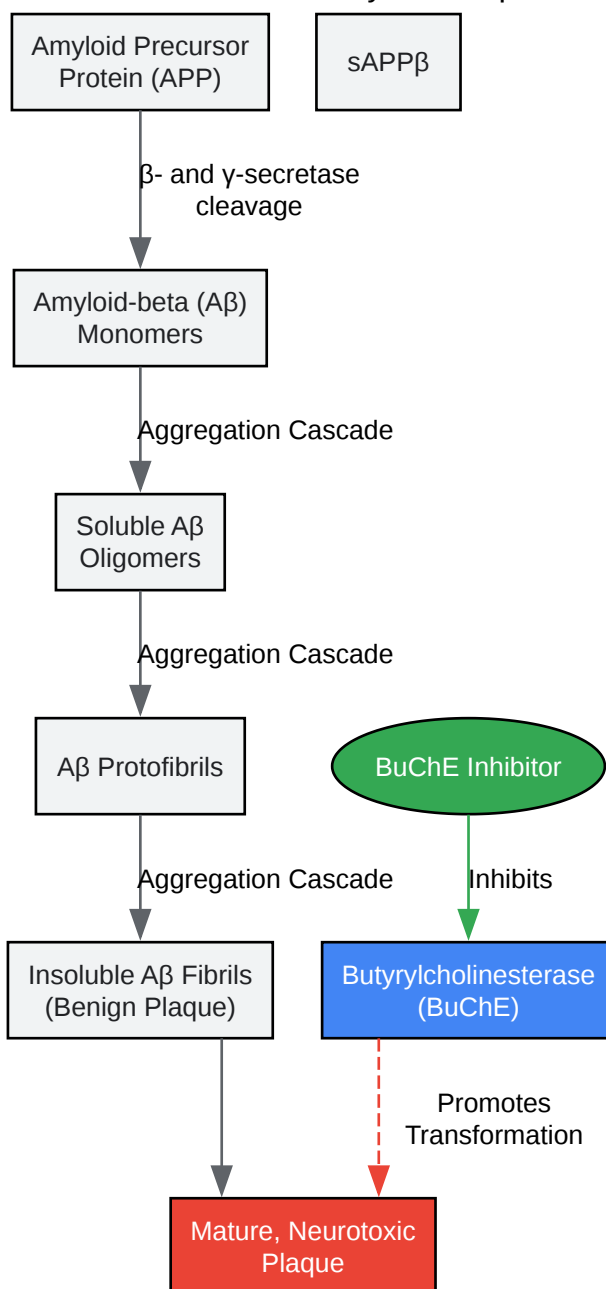 Amyloid Precursor
Protein (APP)
sAPPβ
β- and γ-secretase
cleavage
Amyloid-beta (Aβ)
Monomers
Aggregation Cascade
Soluble Aβ
Oligomers
Aggregation Cascade
Aβ Protofibrils
BuChE Inhibitor
Aggregation Cascade
Inhibits
Insoluble Aβ Fibrils
(Benign Plaque)
Butyrylcholinesterase
(BuChE)
Promotes
Transformation
Mature, Neurotoxic
Plaque